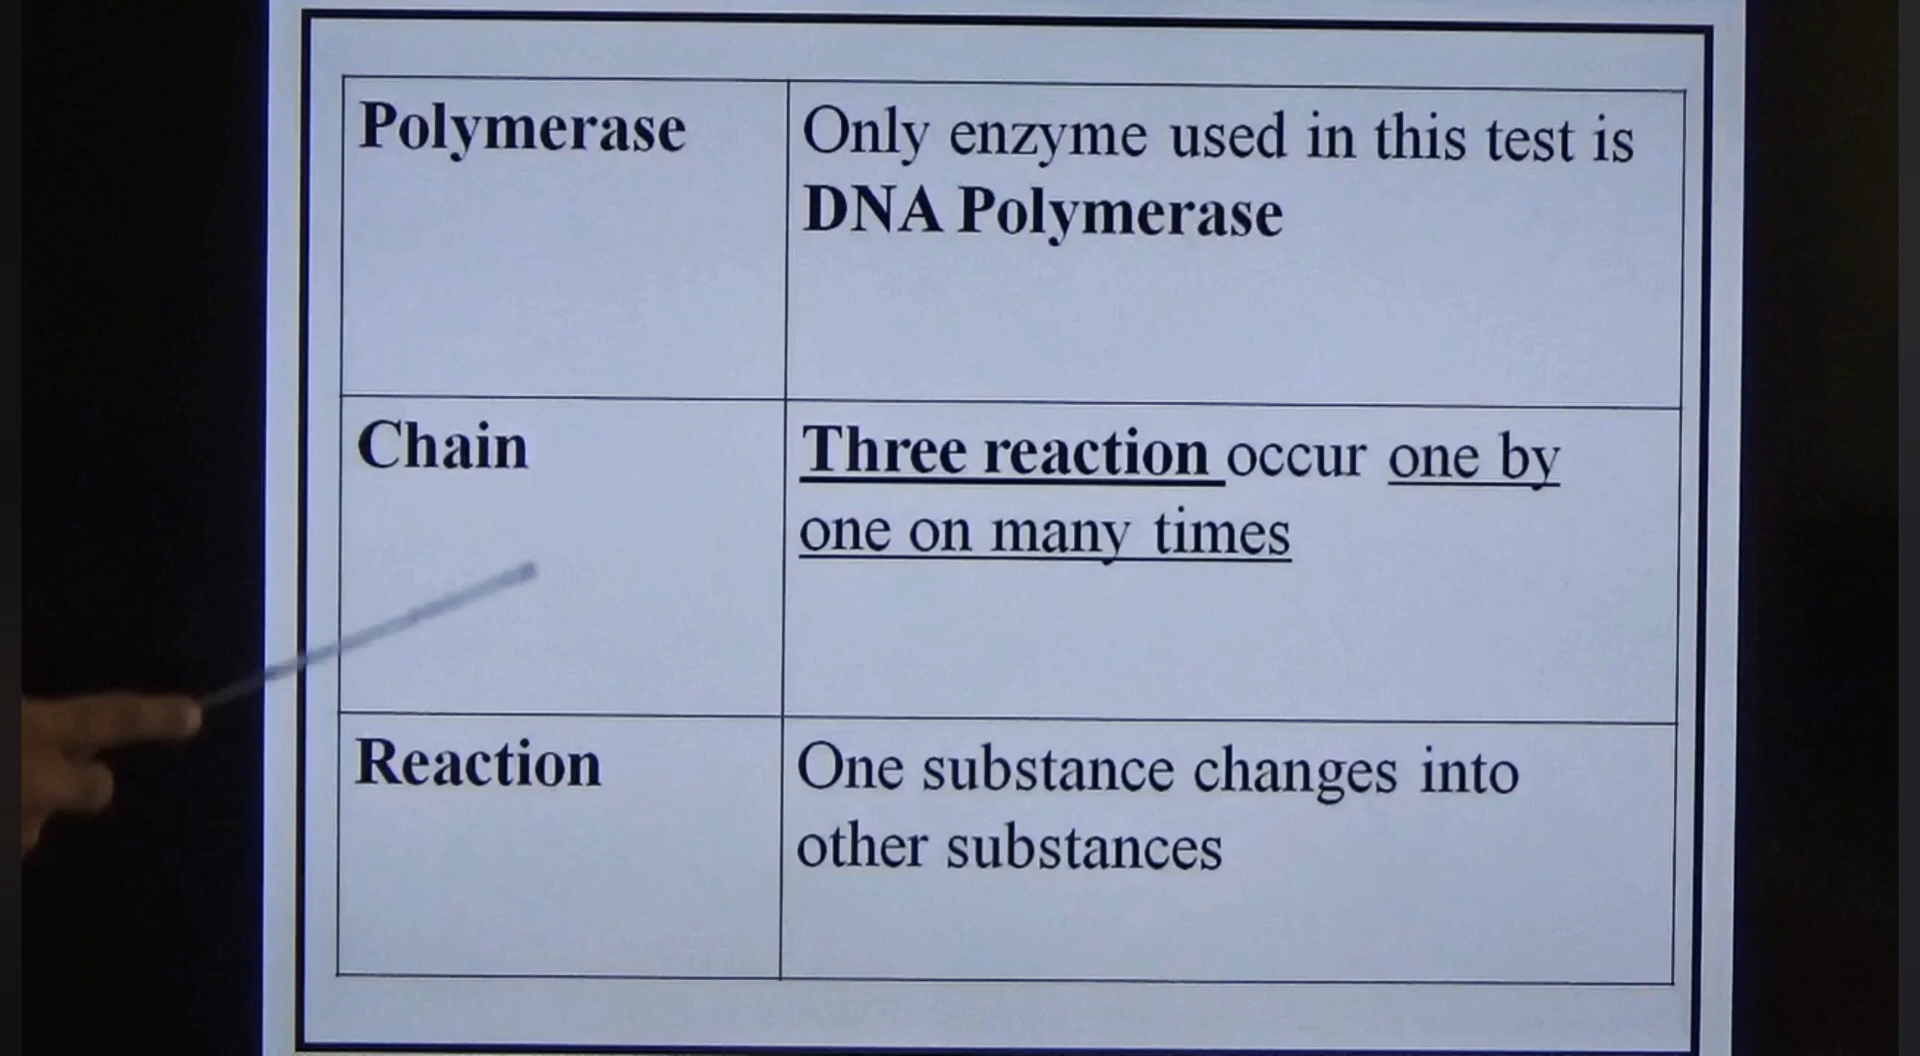 Polymerase
Only enzyme used in this test is
DNA Polymerase
Chain
Three reaction occur one by
one on many times
Reaction
One substance changes into
other substances